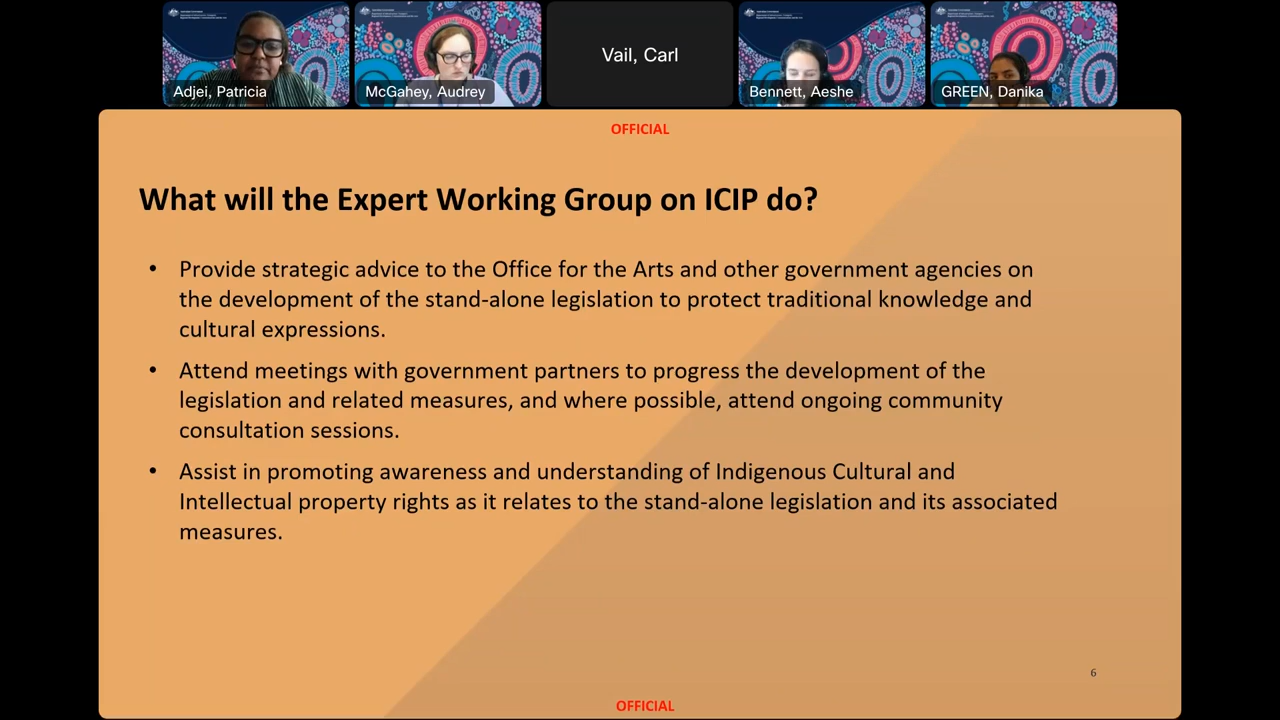 Adjei, Patricia
McGahey, Audrey
Vail, Carl
Bennett, Aeshe
GREEN, Danika
OFFICIAL
What will the Expert Working Group on ICIP do?
• Provide strategic advice to the Office for the Arts and other government agencies on
the development of the stand-alone legislation to protect traditional knowledge and
cultural expressions.
• Attend meetings with government partners to progress the development of the
legislation and related measures, and where possible, attend ongoing community
consultation sessions.
• Assist in promoting awareness and understanding of Indigenous Cultural and
Intellectual property rights as it relates to the stand-alone legislation and its associated
measures.
6
OFFICIAL